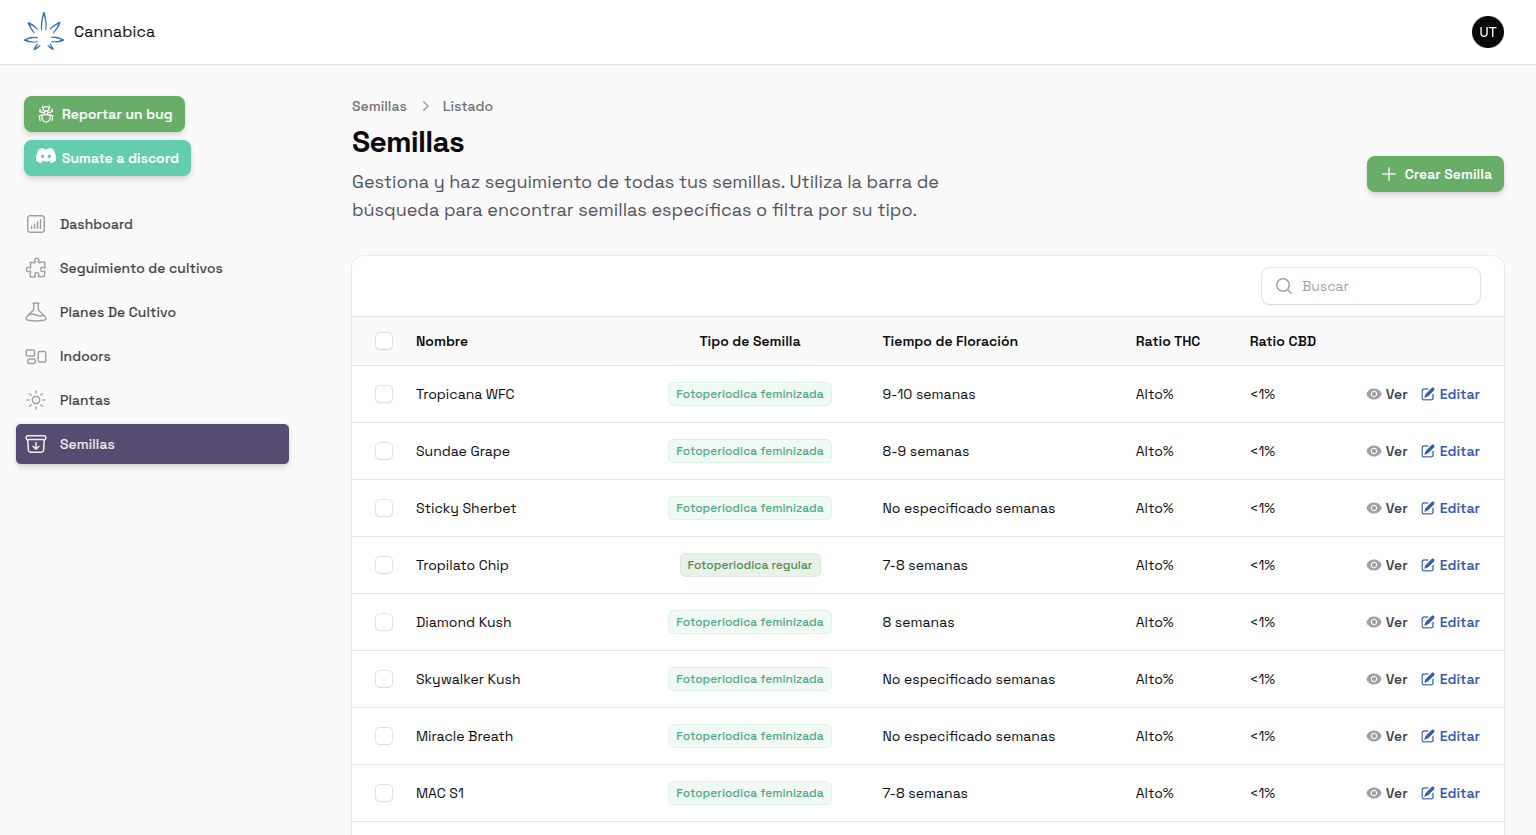 Cannabica
UT
Reportar un bug
Sumate a discord
Dashboard
Seguimiento de cultivos
Planes De Cultivo
Indoors
Plantas
Semillas
Semillas > Listado
Semillas
Gestiona y haz seguimiento de todas tus semillas. Utiliza la barra de
búsqueda para encontrar semillas específicas o filtra por su tipo.
Crear Semilla
Buscar
Nombre Tipo de Semilla Tiempo de Floración Ratio THC Ratio CBD
Tropicana WFC Fotoperiodica feminizada 9-10 semanas Alto% <1% Ver Editar
Sundae Grape Fotoperiodica feminizada 8-9 semanas Alto% <1% Ver Editar
Sticky Sherbet Fotoperiodica feminizada No especificado semanas Alto% <1% Ver Editar
Tropilato Chip Fotoperiodica regular 7-8 semanas Alto% <1% Ver Editar
Diamond Kush Fotoperiodica feminizada 8 semanas Alto% <1% Ver Editar
Skywalker Kush Fotoperiodica feminizada No especificado semanas Alto% <1% Ver Editar
Miracle Breath Fotoperiodica feminizada No especificado semanas Alto% <1% Ver Editar
MAC S1 Fotoperiodica feminizada 7-8 semanas Alto% <1% Ver Editar